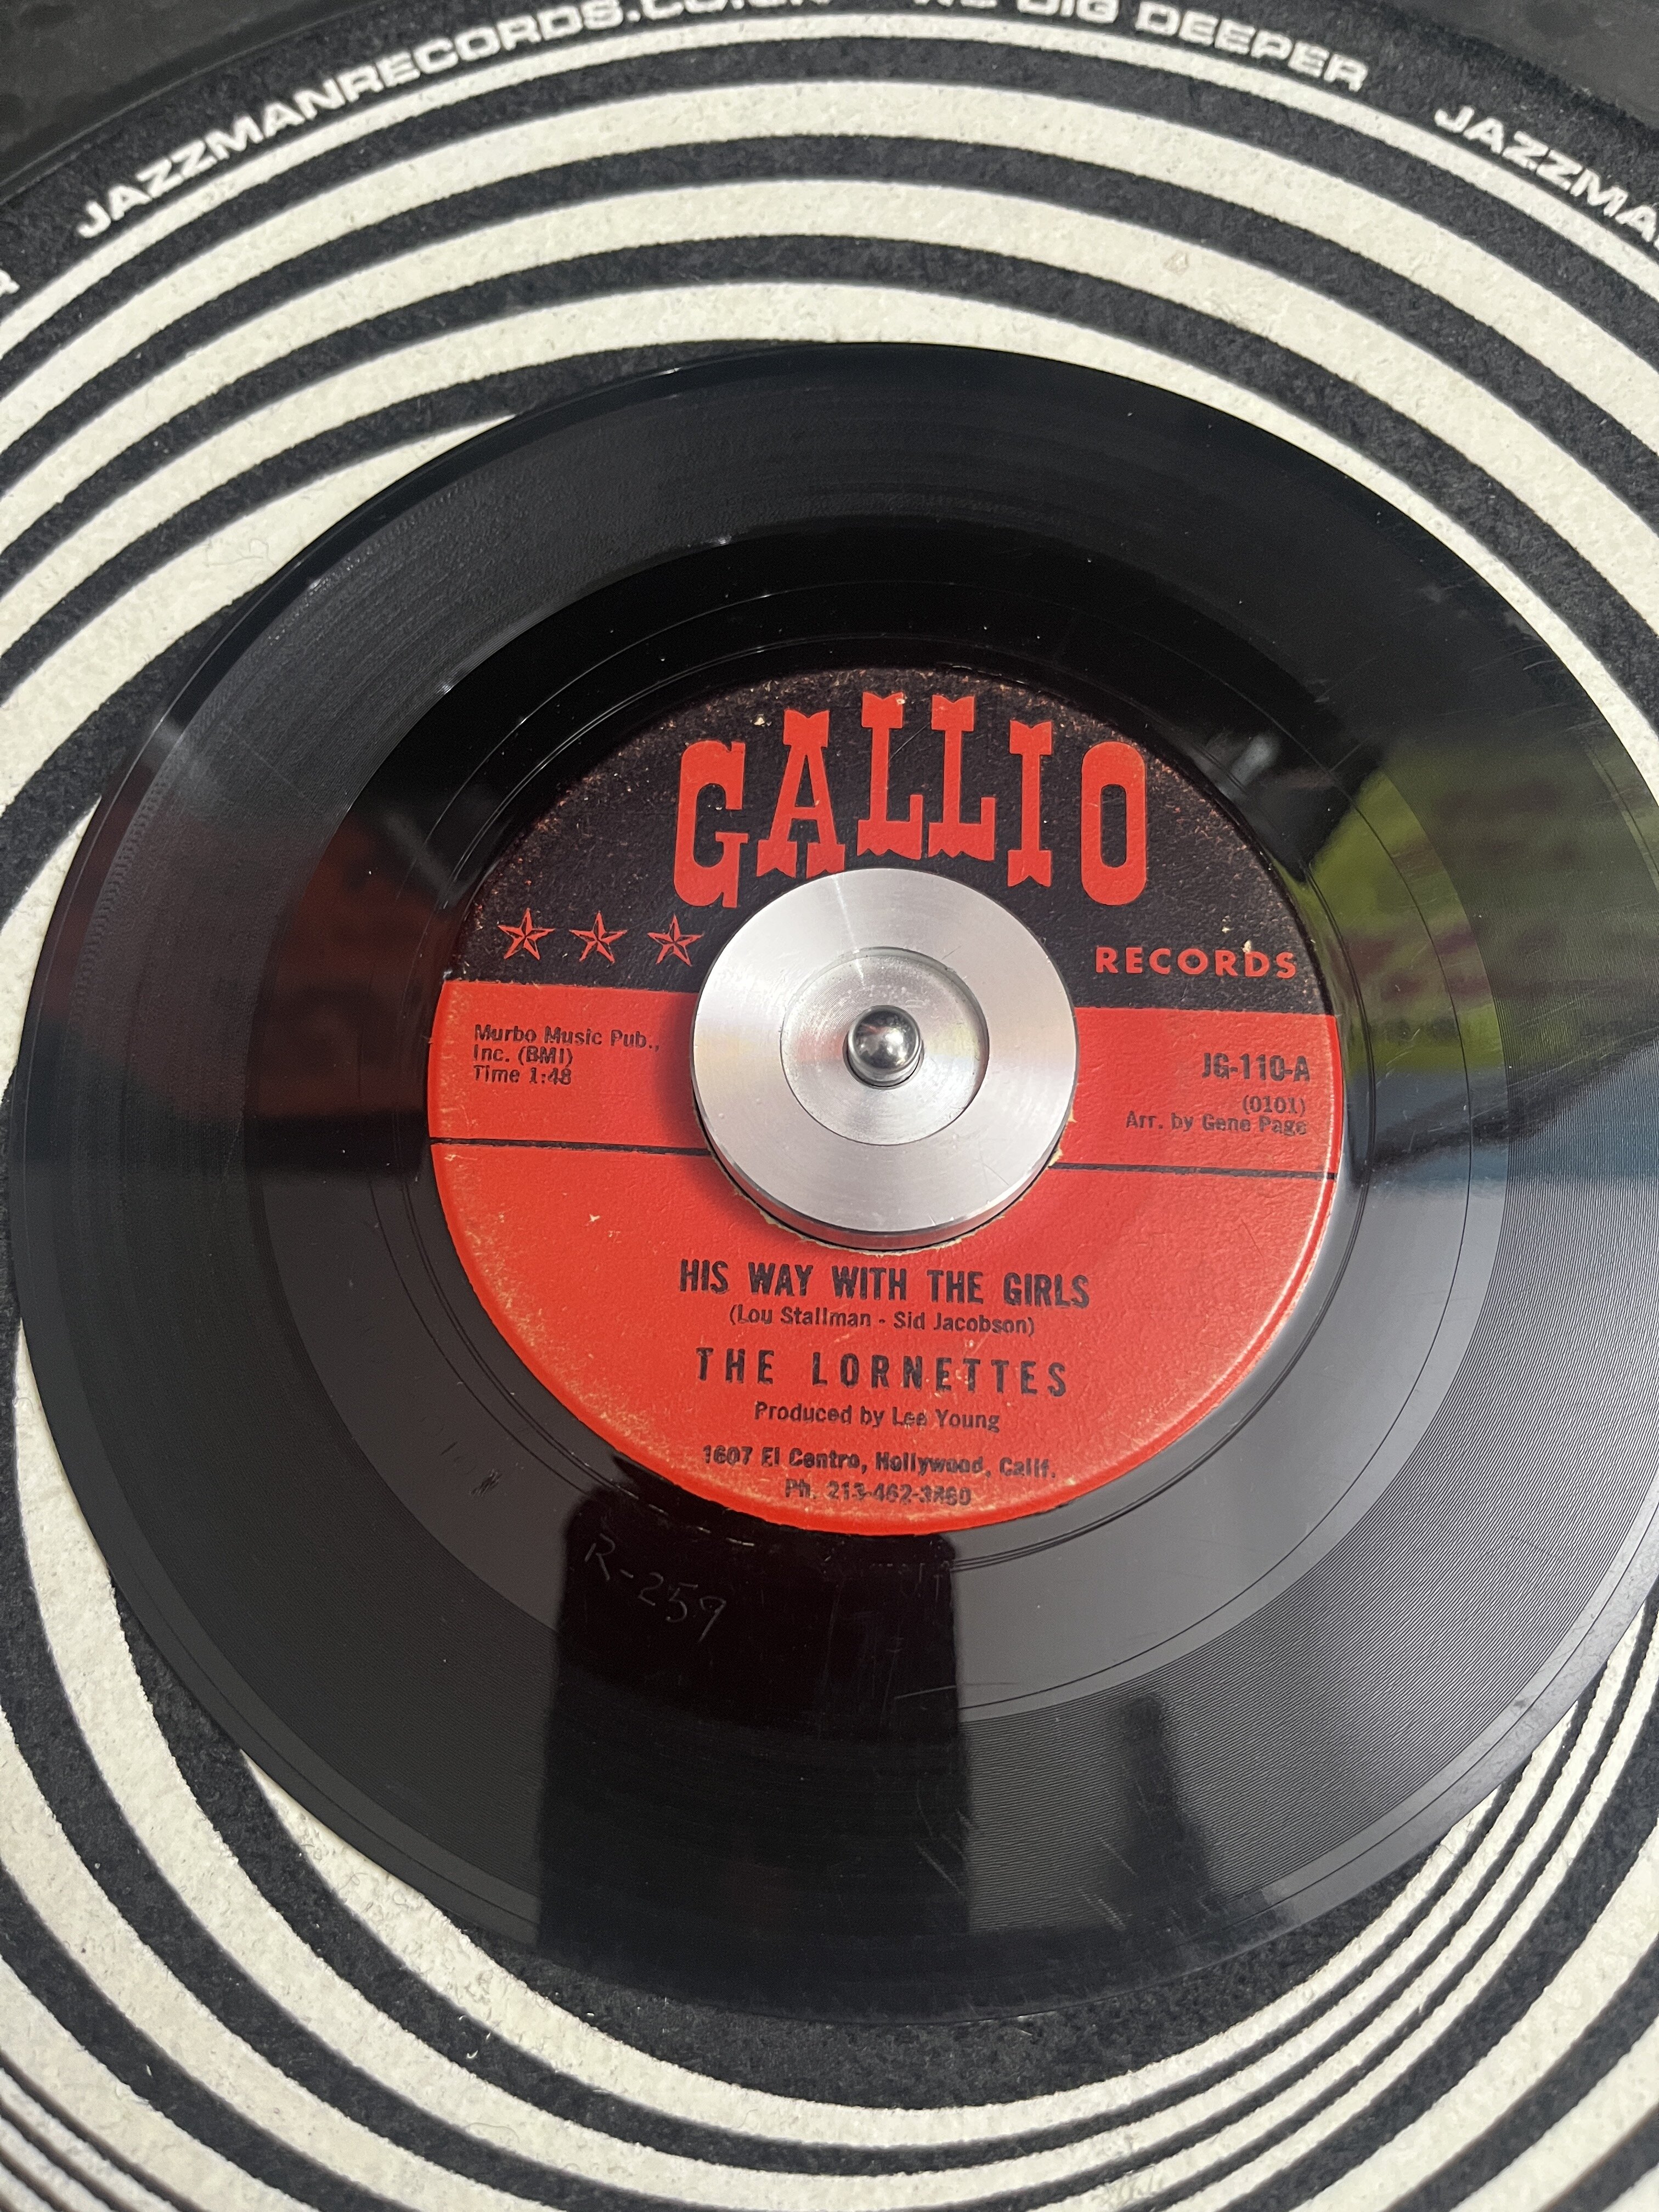 JAZZMANRECORDS.CO.UK
WE DIG DEEPER
GALLIO
RECORDS
Murbo Music Pub.,
Inc. (BMI)
Time 1:48
JG-110-A
(0101)
Arr. by Gene Page
HIS WAY WITH THE GIRLS
(Lou Stallman - Sid Jacobson)
THE LORNETTES
Produced by Lee Young
1607 El Centro, Hollywood, Calif.
Ph. 213-462-
R-259